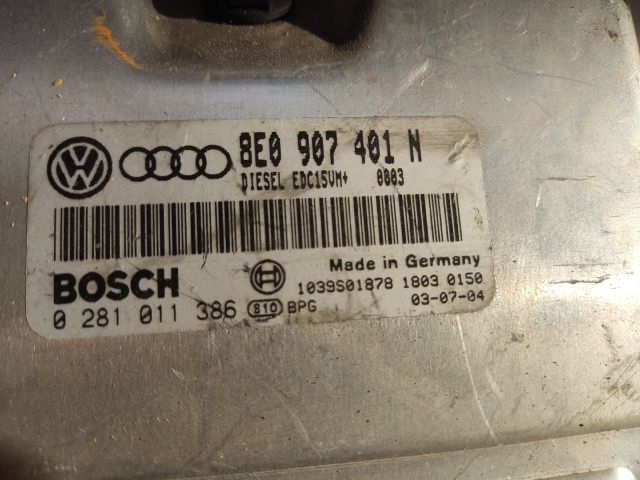 8E0 907 401 N
DIESEL EDC15VM+ 0003
Made in Germany
BOSCH
1039S01878 1803 0150
0 281 011 386 810 BPG 03-07-04